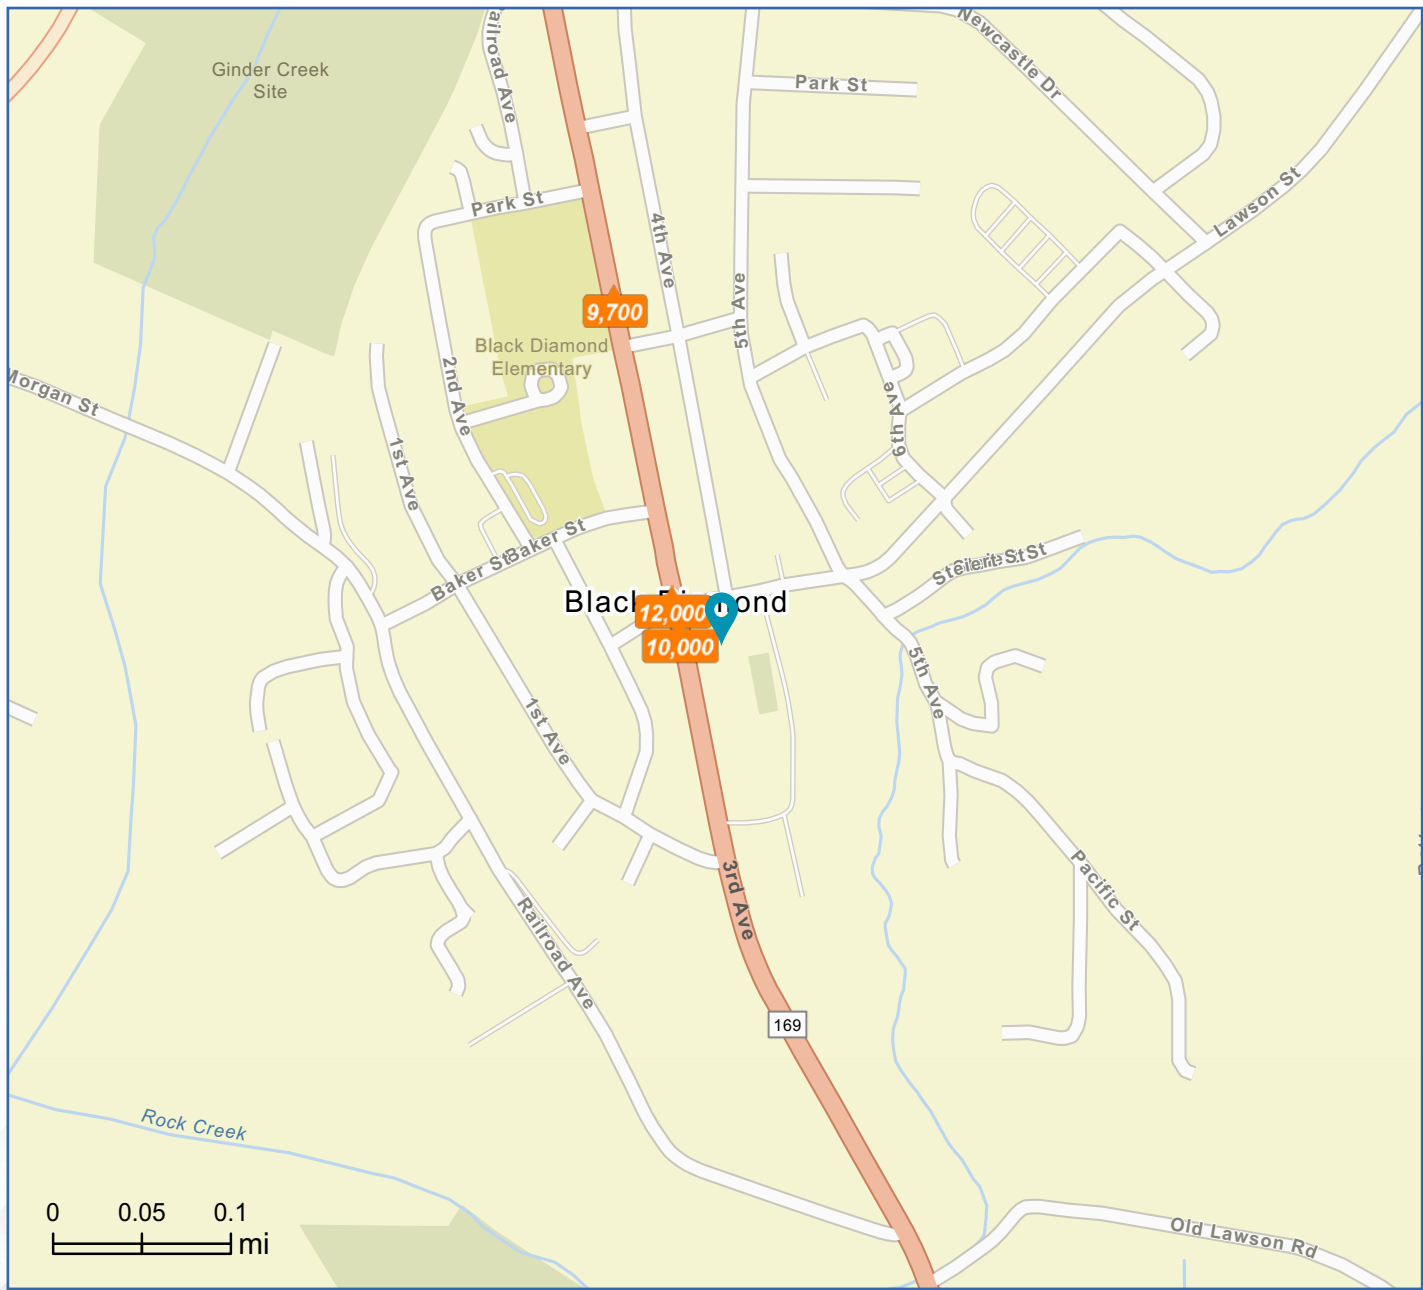 Newcastle Dr
Railroad Ave
Ginder Creek
Site
Park St
Lawson St
Park St
4th Ave
5th Ave
9,700
Black Diamond
Elementary
Morgan St
2nd Ave
6th Ave
1st Ave
Baker St
Baker St
Black Diamond
12,000
10,000
5th Ave
1st Ave
3rd Ave
Pacific St
Railroad Ave
169
Rock Creek
0 0.05 0.1
mi
Old Lawson Rd